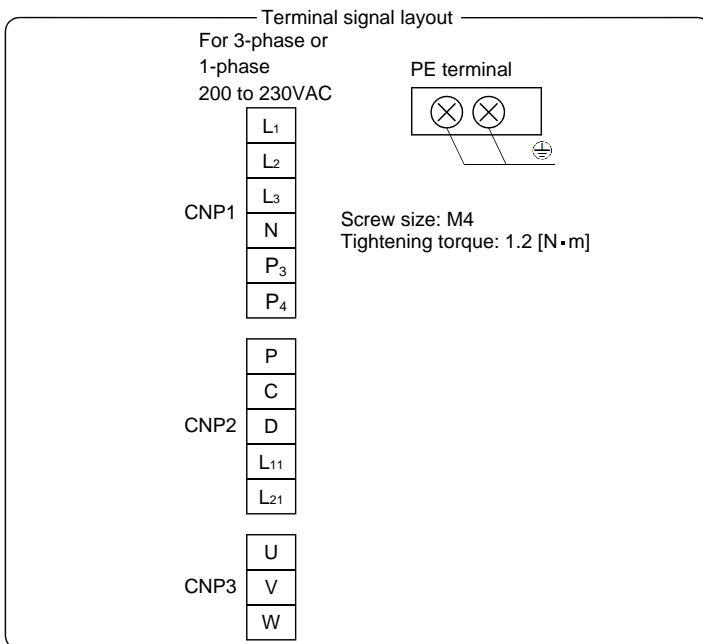 Terminal signal layout
For 3-phase or
1-phase
200 to 230VAC
PE terminal
CNP1
L1
L2
L3
N
P3
P4
Screw size: M4
Tightening torque: 1.2 [N▪m]
CNP2
P
C
D
L11
L21
CNP3
U
V
W